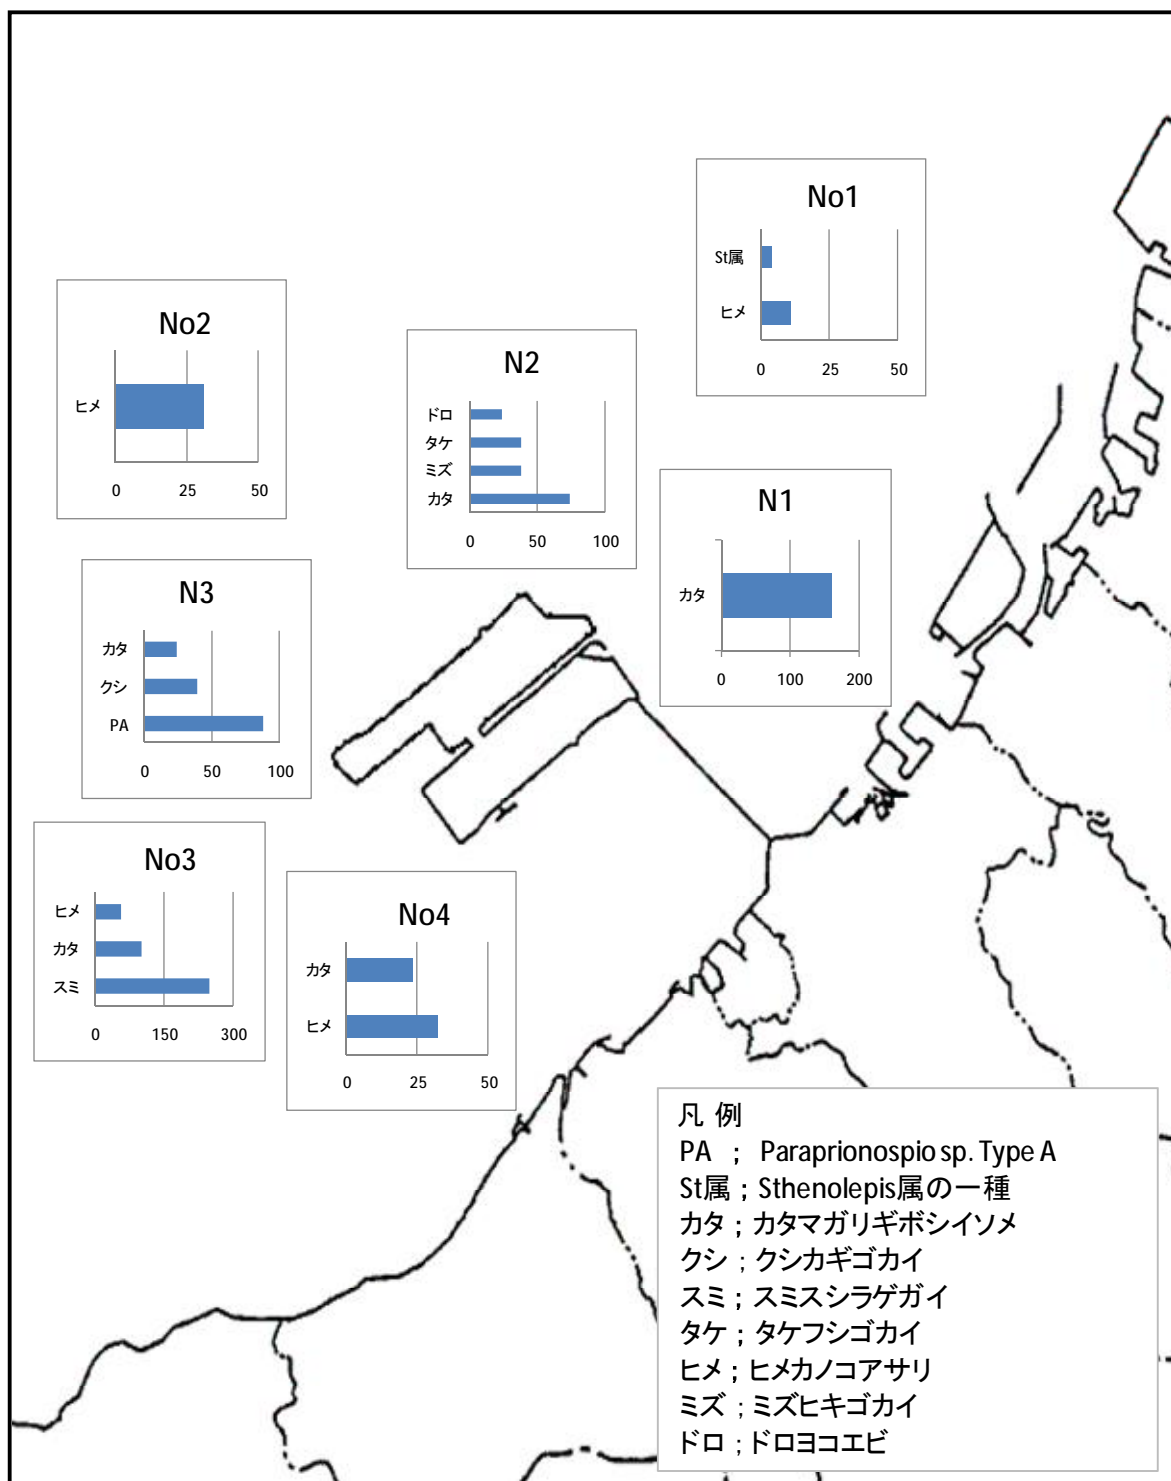 No1
St属
ヒメ
0 25 50
No2
ヒメ
0 25 50
N2
ドロ
タケ
ミズ
カタ
0 50 100
N1
カタ
0 100 200
N3
カタ
クシ
PA
0 50 100
No3
ヒメ
カタ
スミ
0 150 300
No4
カタ
ヒメ
0 25 50
凡 例
PA ; Paraprionospio sp. Type A
St属 ; Sthenolepis属の一種
カタ ; カタマガリギボシイソメ
クシ ; クシカギゴカイ
スミ ; スミスシラゲガイ
タケ ; タケフシゴカイ
ヒメ ; ヒメカノコアサリ
ミズ ; ミズヒキゴカイ
ドロ ; ドロヨコエビ